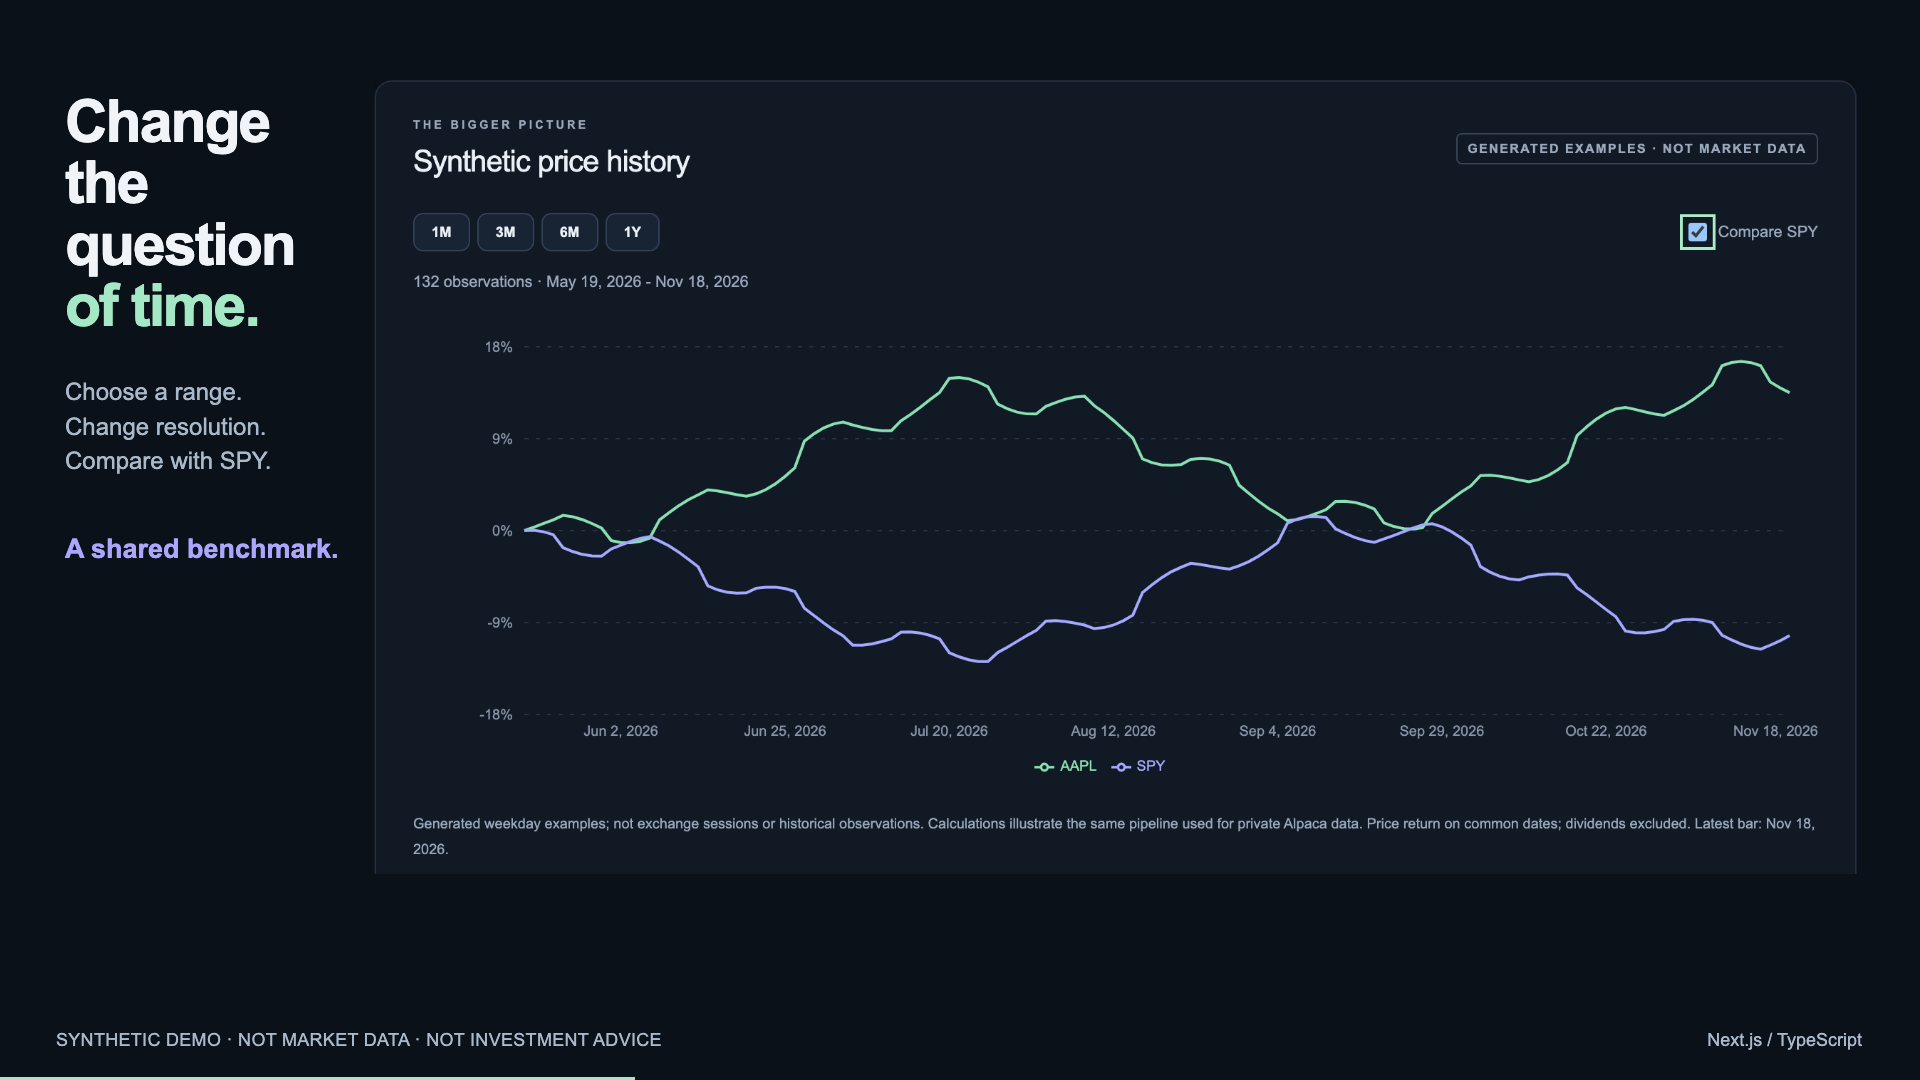 Change
the
question
of time.
Choose a range.
Change resolution.
Compare with SPY.
A shared benchmark.
THE BIGGER PICTURE
Synthetic price history
GENERATED EXAMPLES · NOT MARKET DATA
1M 3M 6M 1Y
Compare SPY
132 observations · May 19, 2026 - Nov 18, 2026
18%
9%
0%
-9%
-18%
Jun 2, 2026 Jun 25, 2026 Jul 20, 2026 Aug 12, 2026 Sep 4, 2026 Sep 29, 2026 Oct 22, 2026 Nov 18, 2026
AAPL SPY
Generated weekday examples; not exchange sessions or historical observations. Calculations illustrate the same pipeline used for private Alpaca data. Price return on common dates; dividends excluded. Latest bar: Nov 18,
2026.
SYNTHETIC DEMO · NOT MARKET DATA · NOT INVESTMENT ADVICE
Next.js / TypeScript